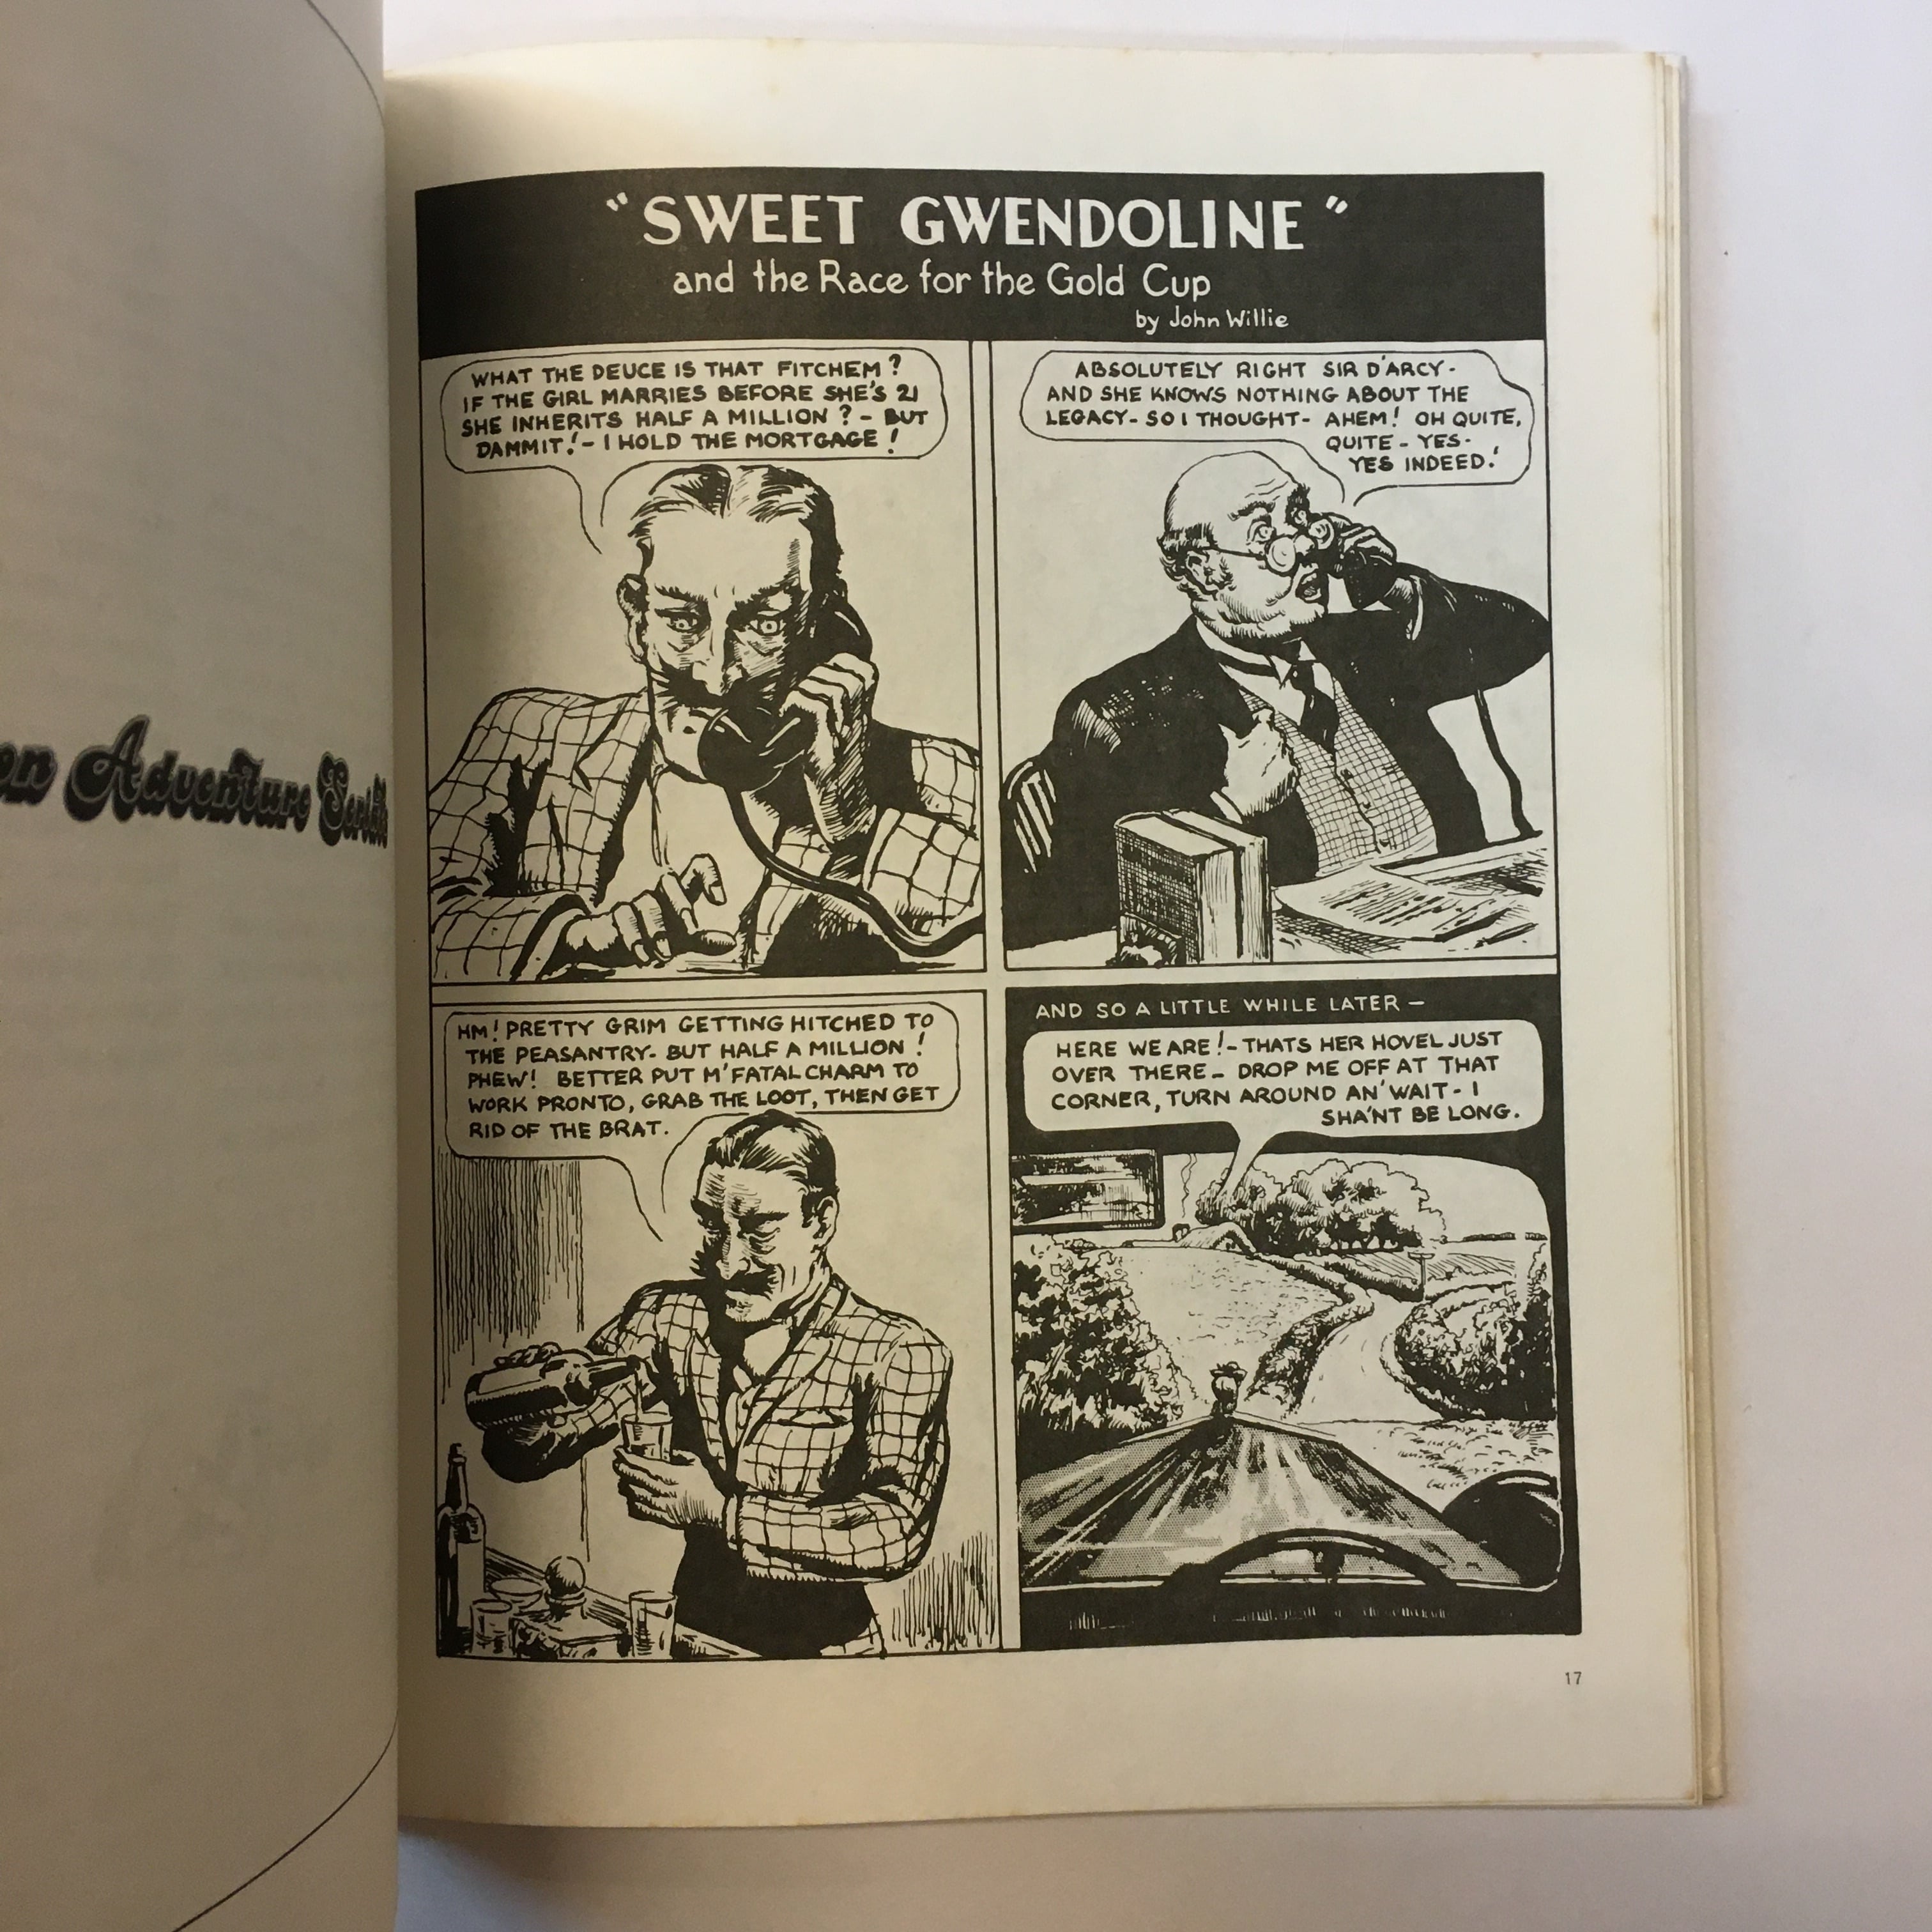 on Adventure
"SWEET GWENDOLINE"
and the Race for the Gold Cup
by John Willie
WHAT THE DEUCE IS THAT FITCHEM?
IF THE GIRL MARRIES BEFORE SHE'S 21
SHE INHERITS HALF A MILLION? - BUT
DAMMIT! - I HOLD THE MORTGAGE!
ABSOLUTELY RIGHT SIR D'ARCY -
AND SHE KNOWS NOTHING ABOUT THE
LEGACY - SO I THOUGHT - AHEM! OH QUITE,
QUITE - YES -
YES INDEED!
HM! PRETTY GRIM GETTING HITCHED TO
THE PEASANTRY - BUT HALF A MILLION!
PHEW! BETTER PUT M'FATAL CHARM TO
WORK PRONTO, GRAB THE LOOT, THEN GET
RID OF THE BRAT.
AND SO A LITTLE WHILE LATER -
HERE WE ARE! - THATS HER HOVEL JUST
OVER THERE - DROP ME OFF AT THAT
CORNER, TURN AROUND AN' WAIT - I
SHA'NT BE LONG.
17